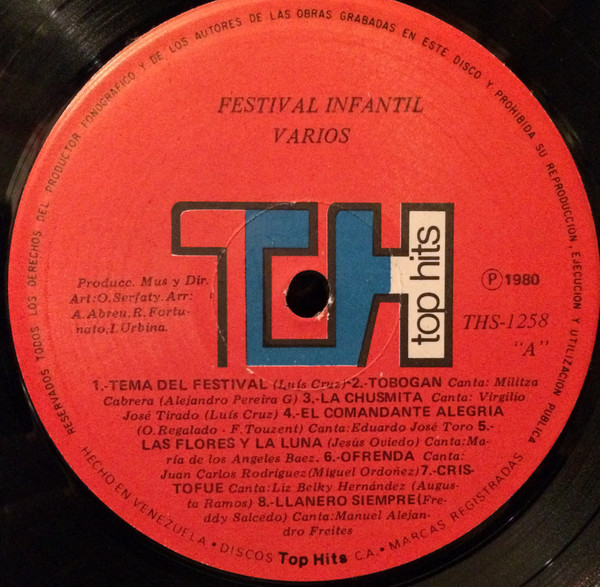 RESERVADOS TODOS LOS DERECHOS DEL PRODUCTOR FONOGRAFICO Y DE LOS AUTORES DE LAS OBRAS GRABADAS EN ESTE DISCO Y PROHIBIDA SU REPRODUCCION, EJECUCION Y UTILIZACION PUBLICA
FESTIVAL INFANTIL
VARIOS
TH
top hits
Producc. Mus y Dir.
Art:O.Serfaty.Arr:
A.Abreu,R.Fortu-
nato,I.Urbina.
Ⓟ 1980
THS-1258
"A"
1.-TEMA DEL FESTIVAL (Luís Cruz)-2.-TOBOGAN Canta: Militza
Cabrera (Alejandro Pereira G) 3.-LA CHUSMITA Canta: Virgilio
José Tirado (Luís Cruz) 4.-EL COMANDANTE ALEGRIA
(O.Regalado - F.Touzent) Canta:Eduardo José Toro 5.-
LAS FLORES Y LA LUNA (Jesús Oviedo) Canta:Ma-
ría de los Angeles Baez. 6.-OFRENDA Canta:
Juan Carlos Rodríguez(Miguel Ordoñez)7.-CRIS-
TOFUE Canta:Liz Belky Hernández (Augus-
ta Ramos) 8.-LLANERO SIEMPRE(Fre-
ddy Salcedo) Canta:Manuel Alejan-
dro Freites
HECHO EN VENEZUELA • DISCOS Top Hits C.A. • MARCAS REGISTRADAS